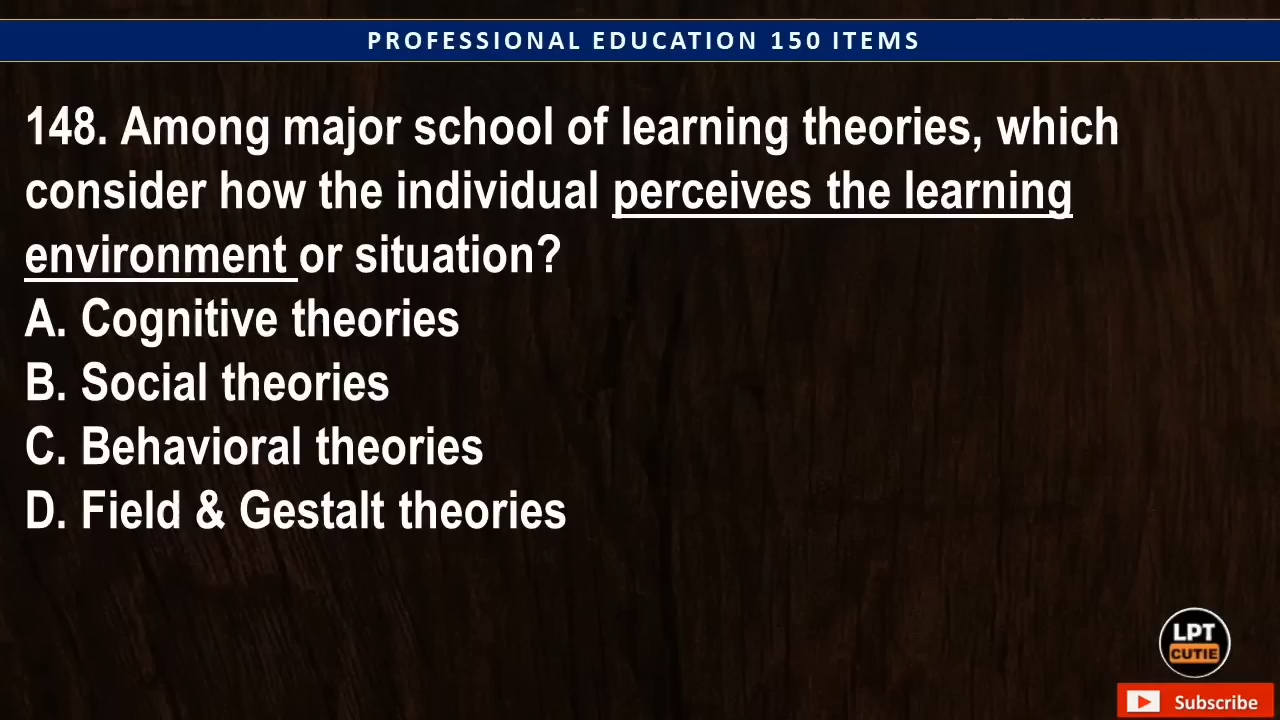 PROFESSIONAL EDUCATION 150 ITEMS
148. Among major school of learning theories, which
consider how the individual perceives the learning
environment or situation?
A. Cognitive theories
B. Social theories
C. Behavioral theories
D. Field & Gestalt theories
LPT
CUTIE
Subscribe